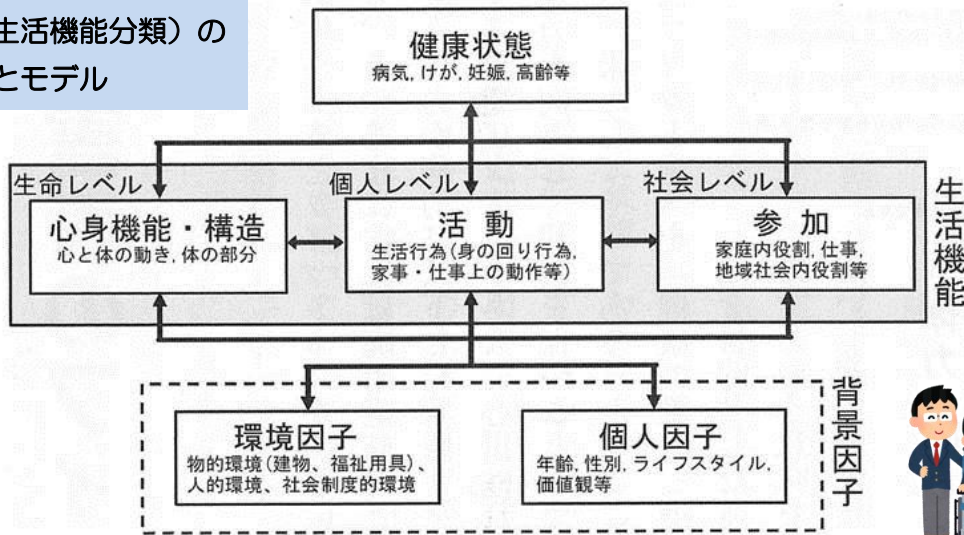 生活機能分類）の
とモデル
健康状態
病気, けが, 妊娠, 高齢等
生命レベル
個人レベル
社会レベル
心身機能・構造
心と体の動き, 体の部分
活 動
生活行為(身の回り行為,
家事・仕事上の動作等)
参 加
家庭内役割, 仕事,
地域社会内役割等
生活機能
環境因子
物的環境(建物、福祉用具)、
人的環境、社会制度的環境
個人因子
年齢, 性別, ライフスタイル,
価値観等
背景因子